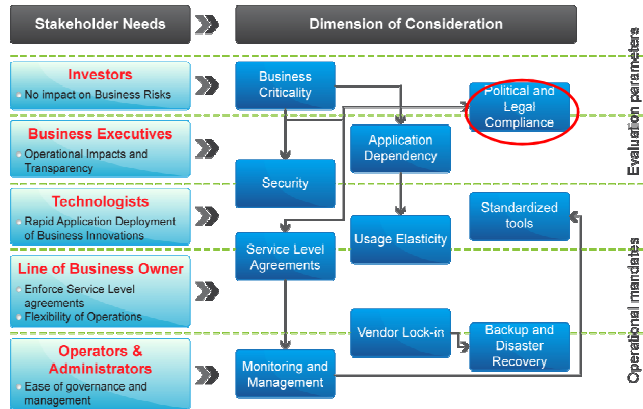 Stakeholder Needs
Dimension of Consideration
Investors
No impact on Business Risks
Business Executives
Operational Impacts and
Transparency
Technologists
Rapid Application Deployment
of Business Innovations
Line of Business Owner
Enforce Service Level
agreements
Flexibility of Operations
Operators &
Administrators
Ease of governance and
management
Business
Criticality
Political and
Legal
Compliance
Application
Dependency
Security
Standardized
tools
Usage Elasticity
Service Level
Agreements
Vendor Lock-in
Backup and
Disaster
Recovery
Monitoring and
Management
Evaluation parameters
Operational mandates